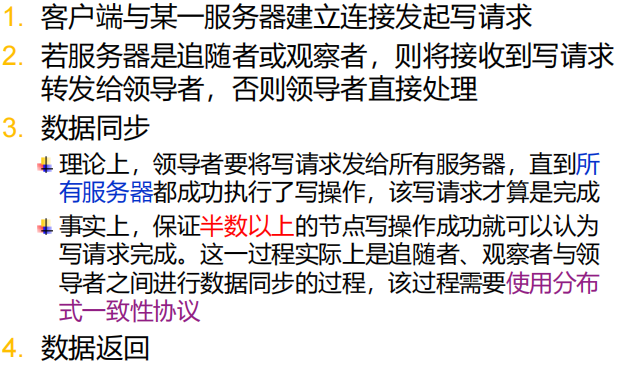 1. 客户端与某一服务器建立连接发起写请求
2. 若服务器是追随者或观察者，则将接收到写请求
转发给领导者，否则领导者直接处理
3. 数据同步
理论上，领导者要将写请求发给所有服务器，直到所
有服务器都成功执行了写操作，该写请求才算是完成
事实上，保证半数以上的节点写操作成功就可以认为
写请求完成。这一过程实际上是追随者、观察者与领
导者之间进行数据同步的过程，该过程需要使用分布
式一致性协议
4. 数据返回